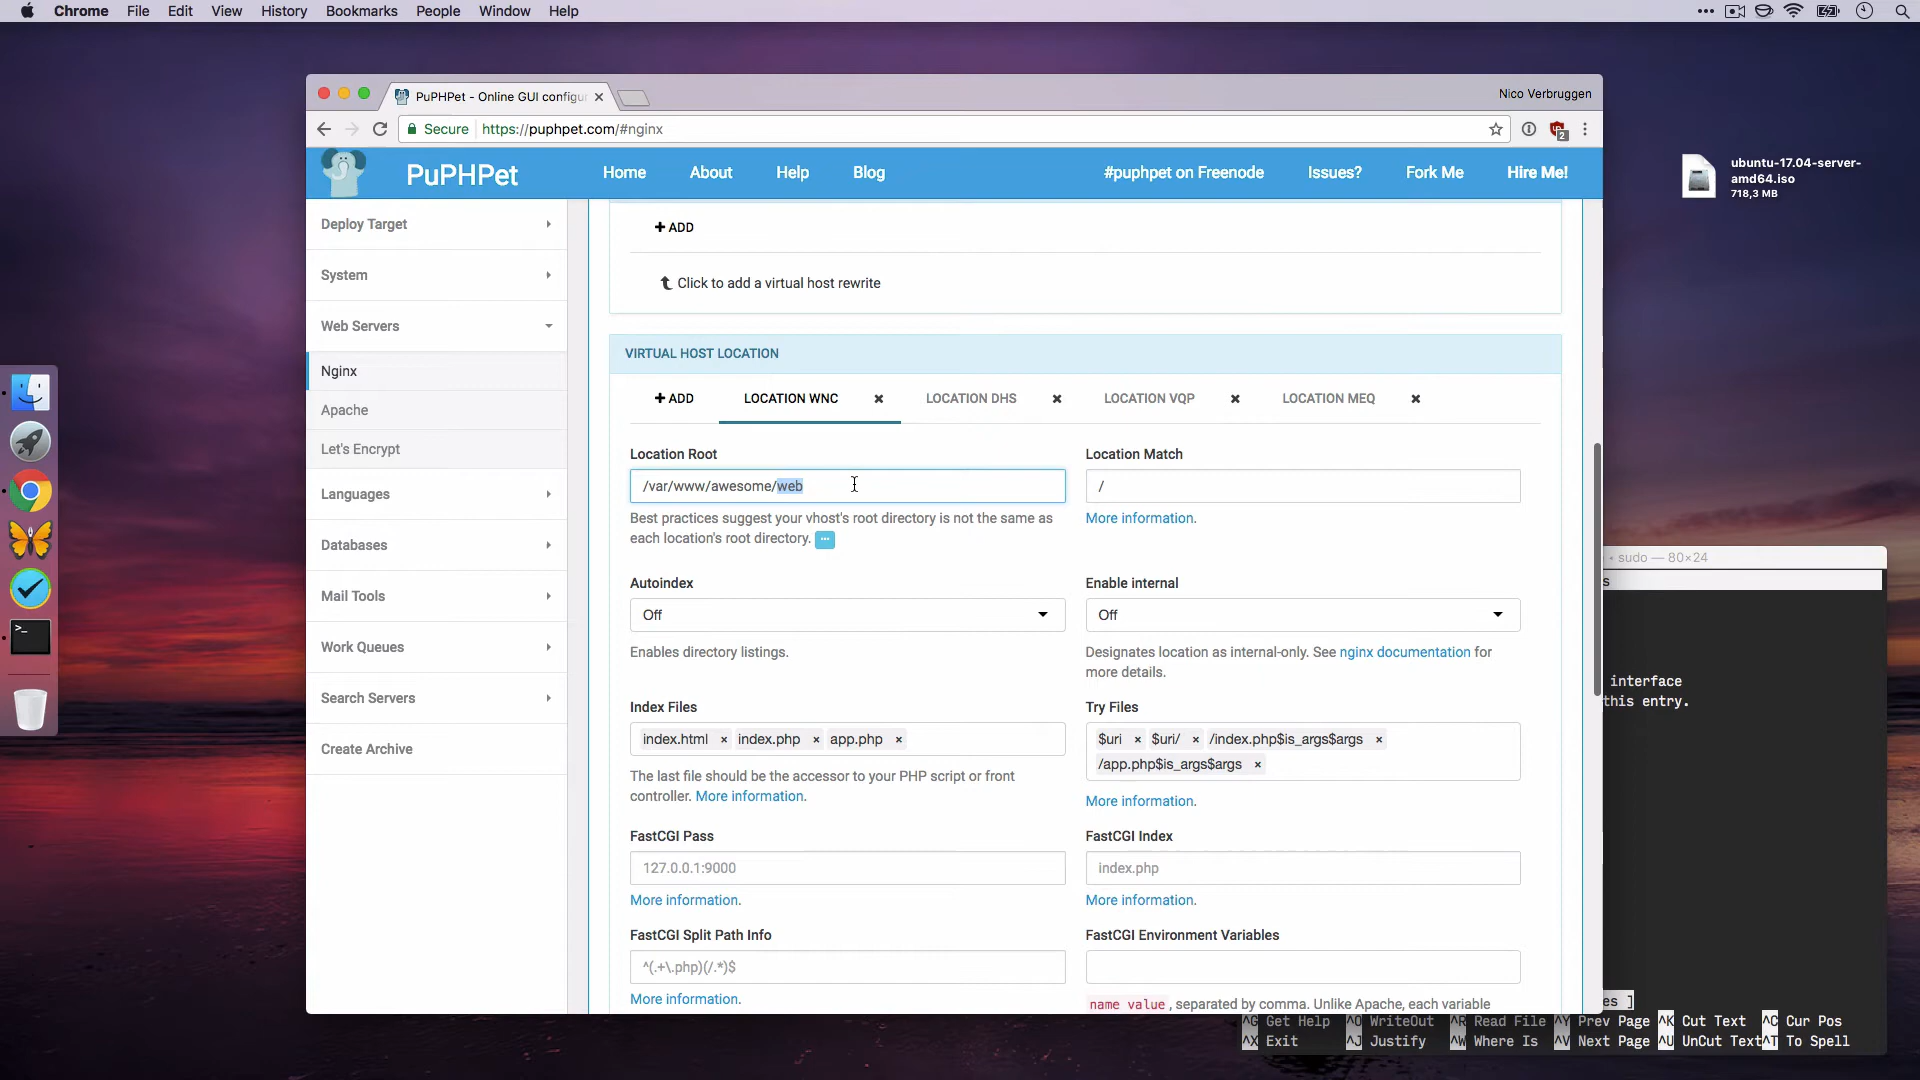 Chrome File Edit View History Bookmarks People Window Help
PuPHPet - Online GUI configur
Nico Verbruggen
Secure https://puphpet.com/#nginx
2
PuPHPet
Home About Help Blog #puphpet on Freenode Issues? Fork Me Hire Me!
ubuntu-17.04-server-
amd64.iso
718,3 MB
Deploy Target
System
Web Servers
Nginx
Apache
Let's Encrypt
Languages
Databases
Mail Tools
Work Queues
Search Servers
Create Archive
ADD
Click to add a virtual host rewrite
VIRTUAL HOST LOCATION
ADD LOCATION WNC LOCATION DHS LOCATION VQP LOCATION MEQ
Location Root
/var/www/awesome/web
Best practices suggest your vhost's root directory is not the same as
each location's root directory.
Location Match
/
More information.
Autoindex
Off
Enables directory listings.
Enable internal
Off
Designates location as internal-only. See nginx documentation for
more details.
Index Files
index.html × index.php × app.php ×
The last file should be the accessor to your PHP script or front
controller. More information.
Try Files
$uri × $uri/ × /index.php$is_args$args ×
/app.php$is_args$args ×
More information.
FastCGI Pass
127.0.0.1:9000
More information.
FastCGI Index
index.php
More information.
FastCGI Split Path Info
^(.+\.php)(/.*)$
More information.
FastCGI Environment Variables
name value, separated by comma. Unlike Apache, each variable
• sudo — 80×24
s
interface
this entry.
es ]
^G Get Help ^O WriteOut ^R Read File ^Y Prev Page ^K Cut Text ^C Cur Pos
^X Exit ^J Justify ^W Where Is ^V Next Page ^U UnCut Text ^T To Spell